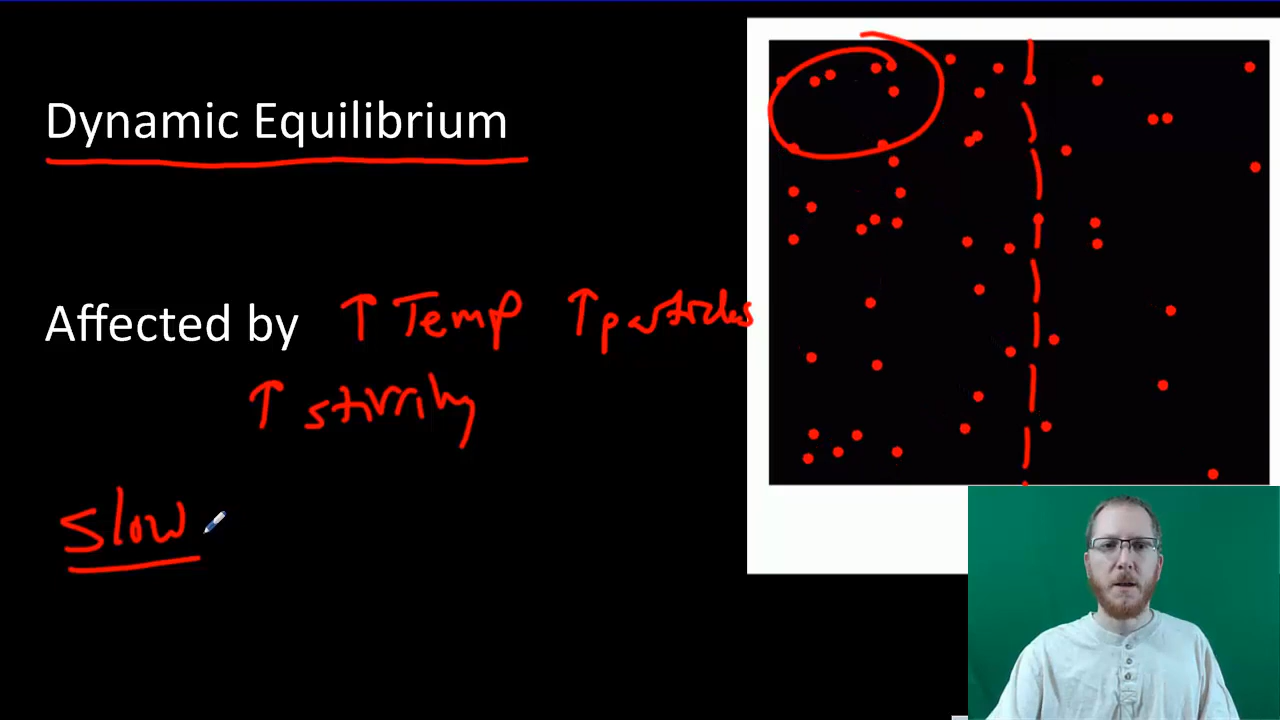 Dynamic Equilibrium
Affected by ↑ Temp ↑ particles
↑ stirring
Slow